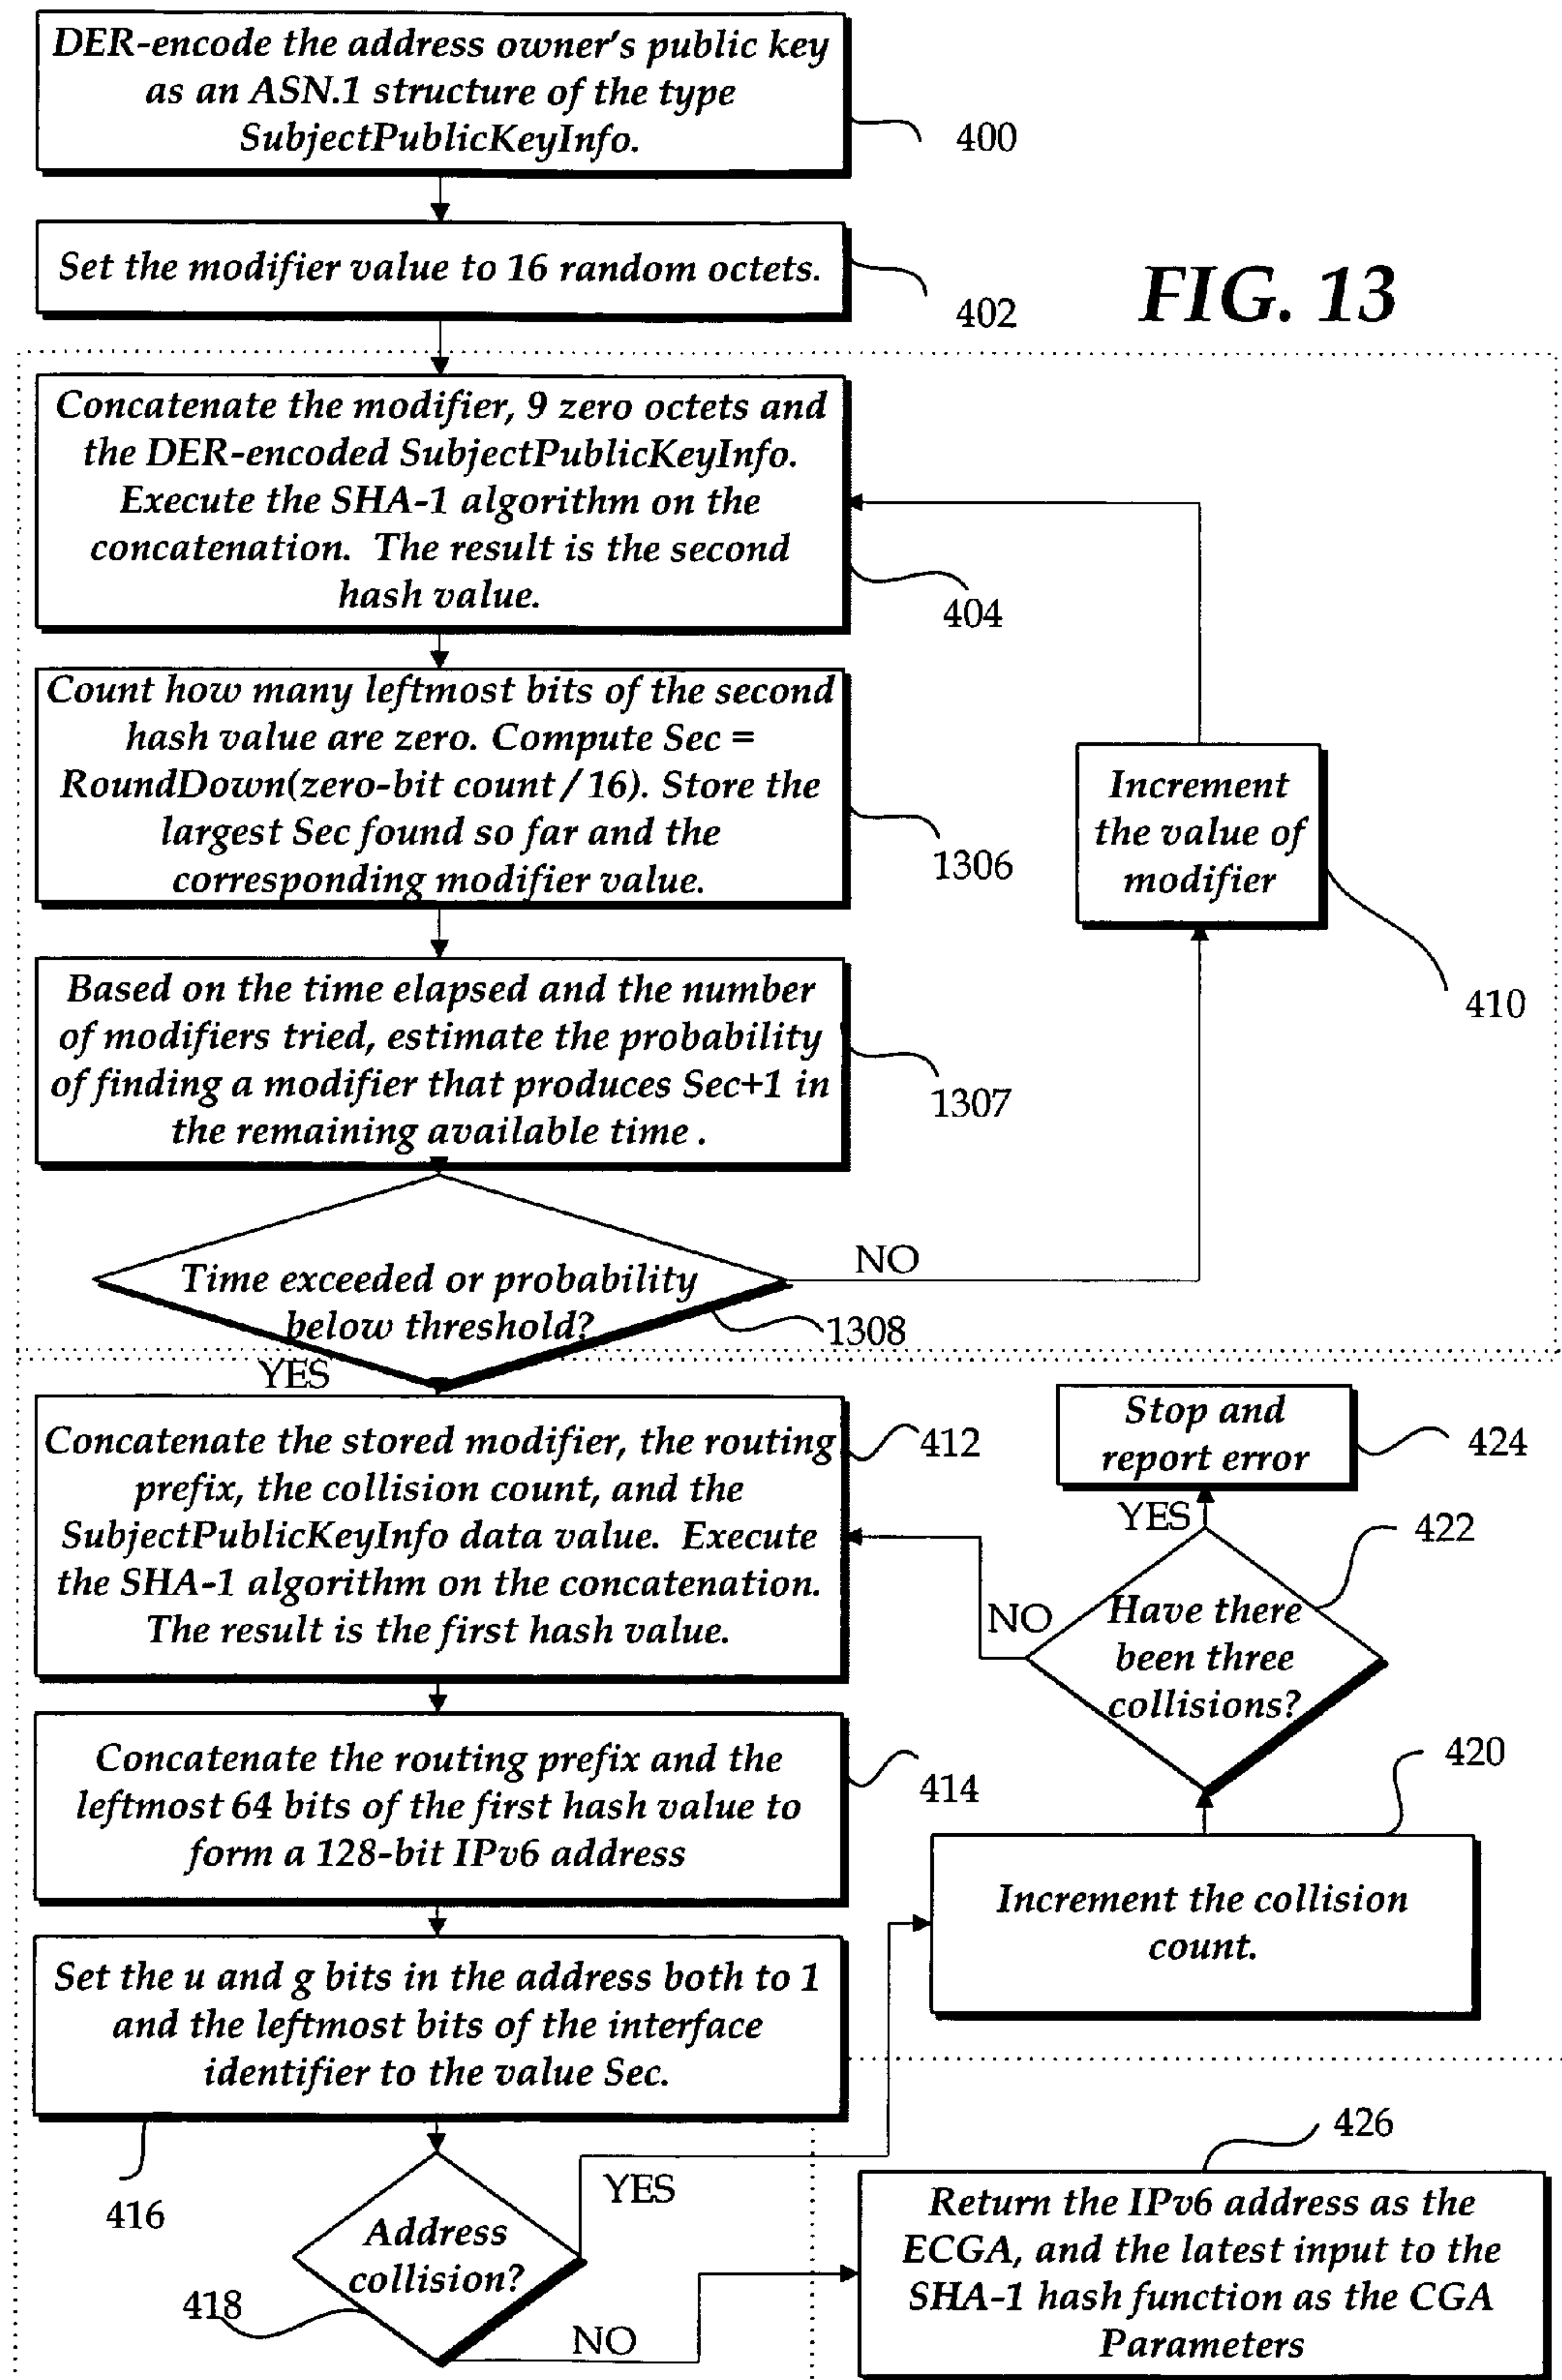 DER-encode the address owner's public key
as an ASN.1 structure of the type
SubjectPublicKeyInfo.
400
Set the modifier value to 16 random octets.
402
FIG. 13
Concatenate the modifier, 9 zero octets and
the DER-encoded SubjectPublicKeyInfo.
Execute the SHA-1 algorithm on the
concatenation. The result is the second
hash value.
404
Count how many leftmost bits of the second
hash value are zero. Compute Sec =
RoundDown(zero-bit count/16). Store the
largest Sec found so far and the
corresponding modifier value.
1306
Increment
the value of
modifier
410
Based on the time elapsed and the number
of modifiers tried, estimate the probability
of finding a modifier that produces Sec+1 in
the remaining available time .
1307
Time exceeded or probability
below threshold?
NO
1308
YES
Concatenate the stored modifier, the routing
prefix, the collision count, and the
SubjectPublicKeyInfo data value. Execute
the SHA-1 algorithm on the concatenation.
The result is the first hash value.
412
Stop and
report error
424
YES
422
Have there
been three
collisions?
NO
Concatenate the routing prefix and the
leftmost 64 bits of the first hash value to
form a 128-bit IPv6 address
414
420
Increment the collision
count.
Set the u and g bits in the address both to 1
and the leftmost bits of the interface
identifier to the value Sec.
416
Address
collision?
YES
418
NO
426
Return the IPv6 address as the
ECGA, and the latest input to the
SHA-1 hash function as the CGA
Parameters